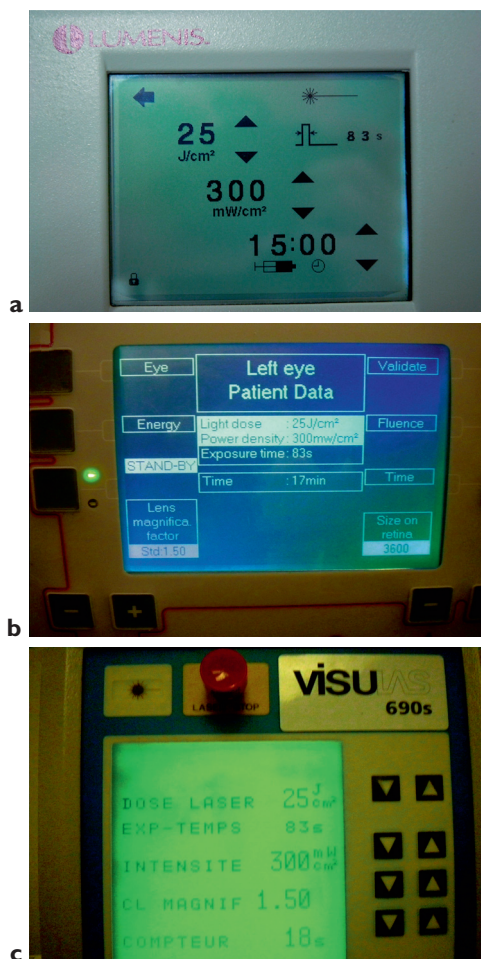 LUMENIS.
25
J/cm²
83 s
300
mW/cm²
15:00
a
Eye
Left eye
Patient Data
Validate
Energy
Light dose : 25J/cm²
Power density : 300mw/cm²
Exposure time : 83s
Fluence
STAND-BY
Time : 17min
Time
Lens
magnifica.
factor
Std:1.50
Size on
retina
3600
b
VISULAS
690s
DOSE LASER 25 J/cm²
EXP-TEMPS 83s
INTENSITE 300 mW/cm²
CL MAGNIF 1.50
COMPTEUR 18s
c